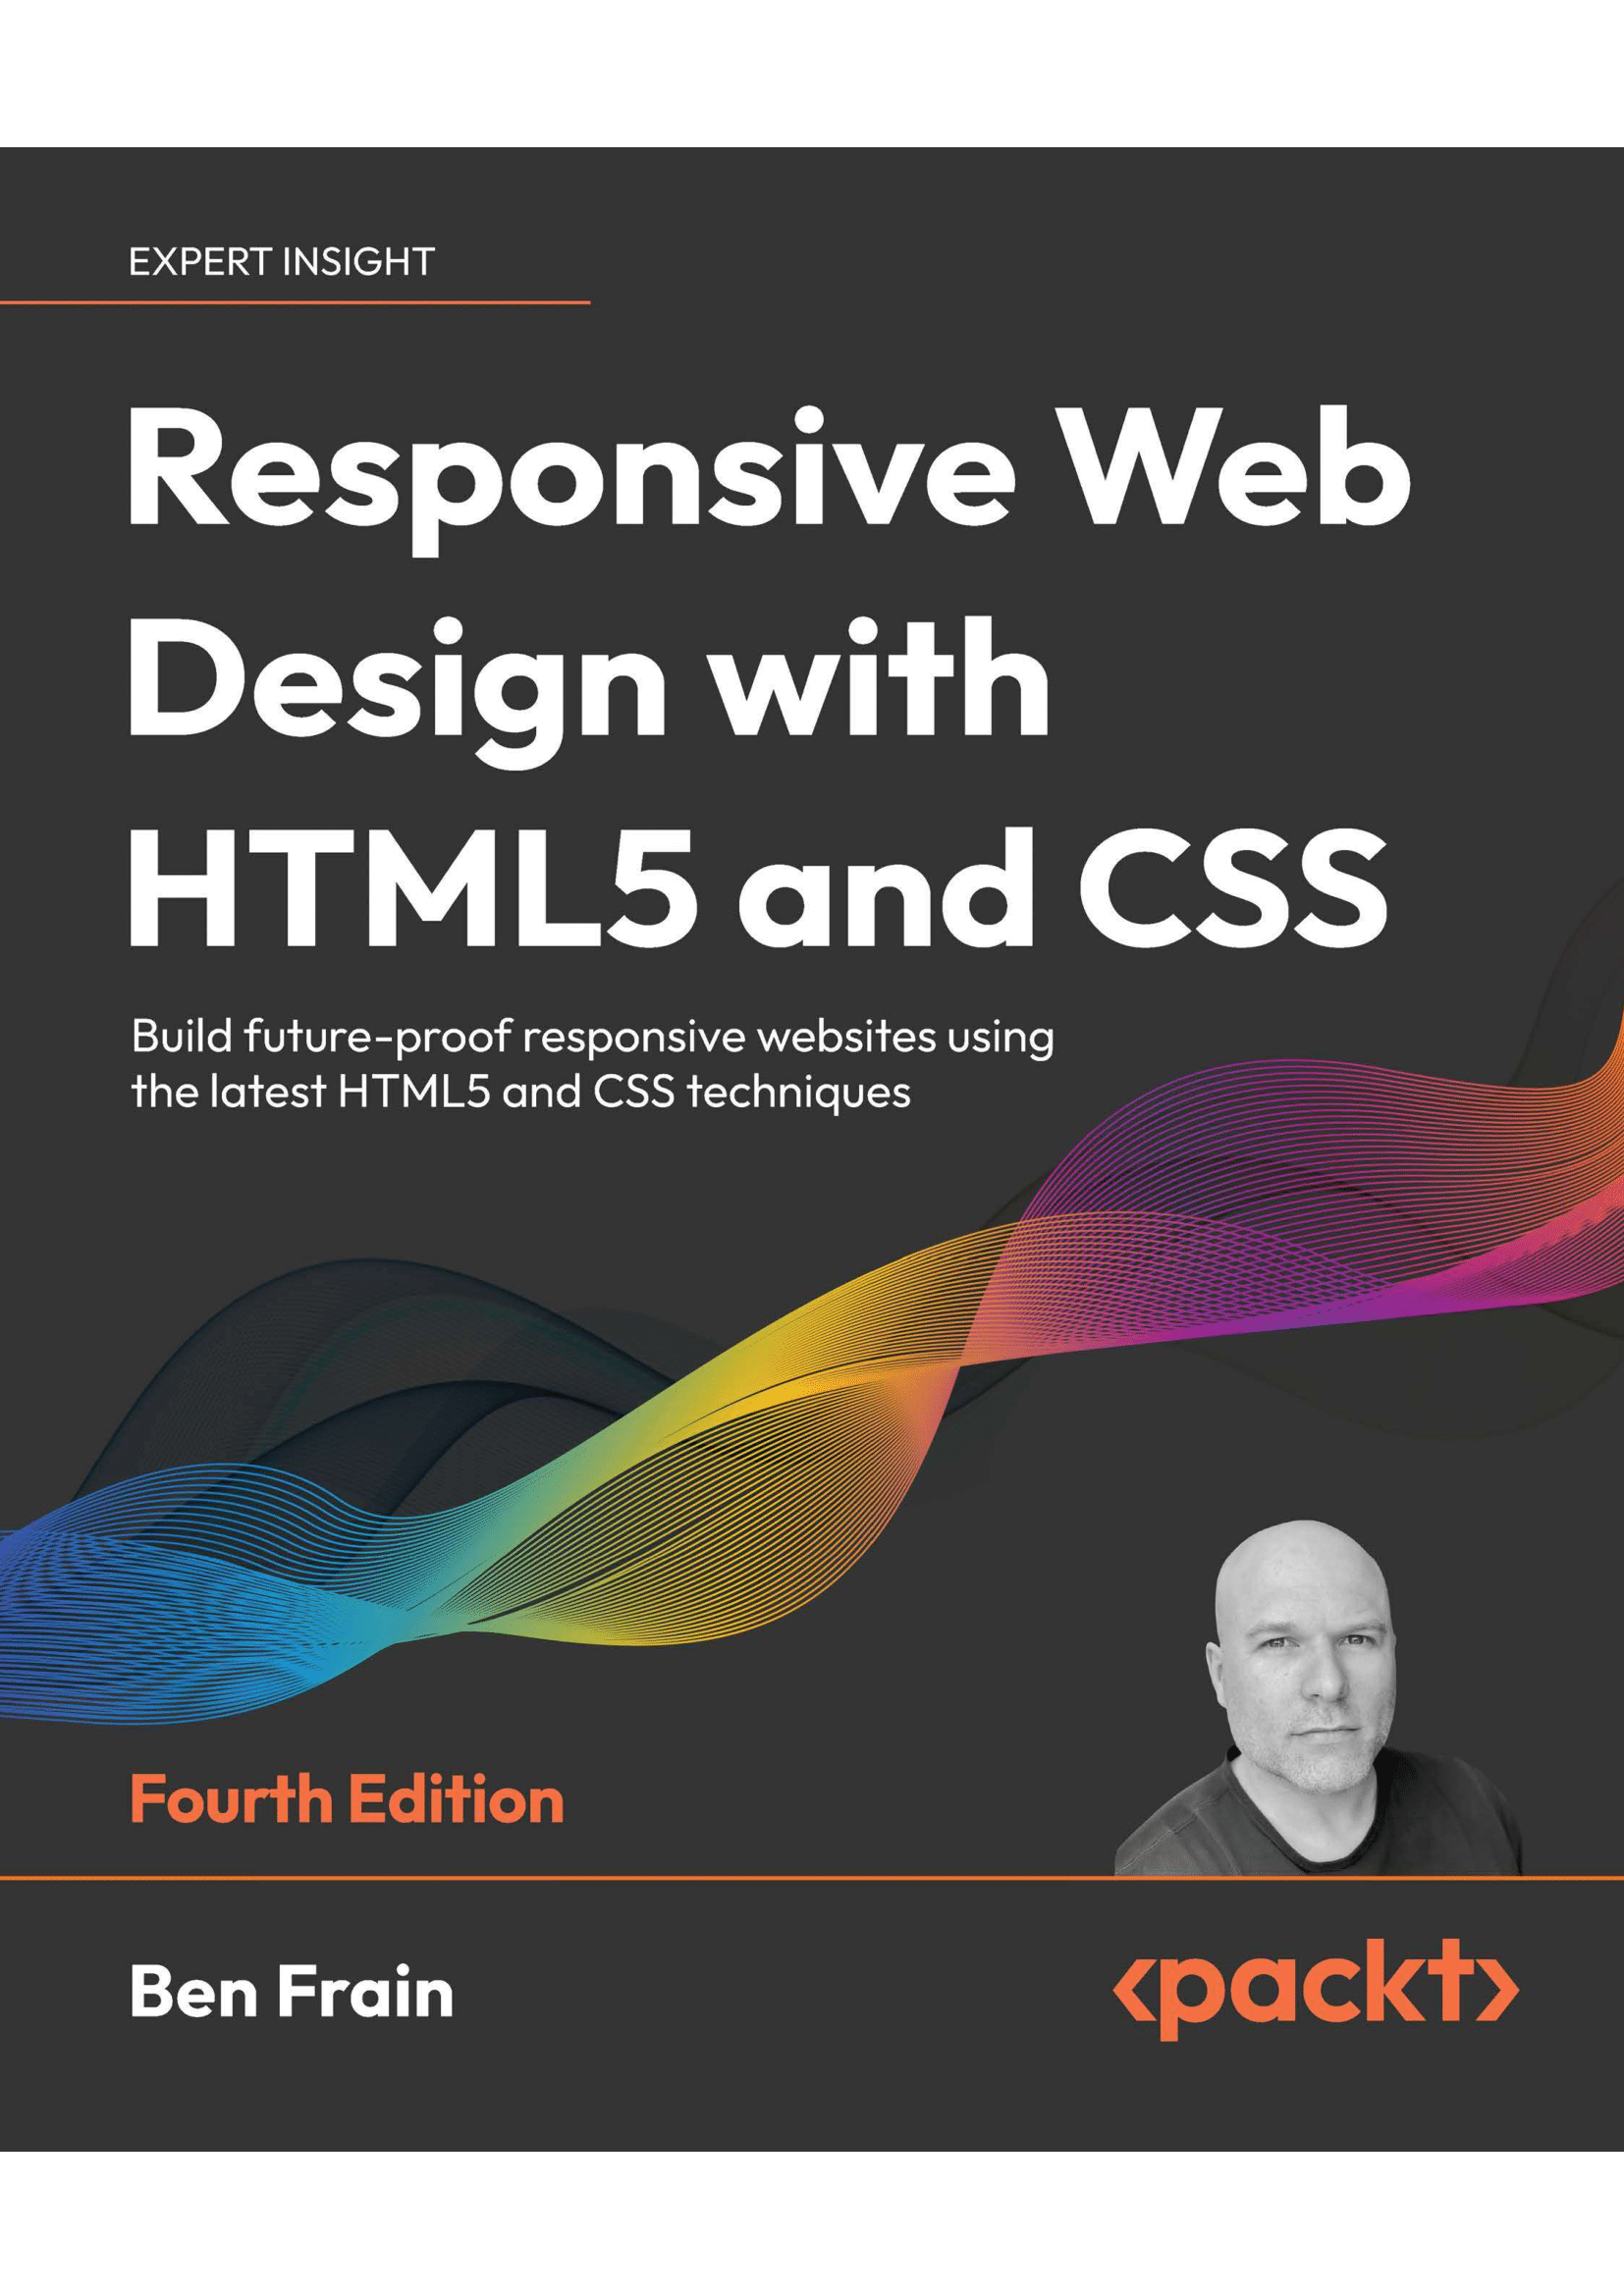 EXPERT INSIGHT
Responsive Web
Design with
HTML5 and CSS
Build future-proof responsive websites using
the latest HTML5 and CSS techniques
Fourth Edition
Ben Frain
<packt>